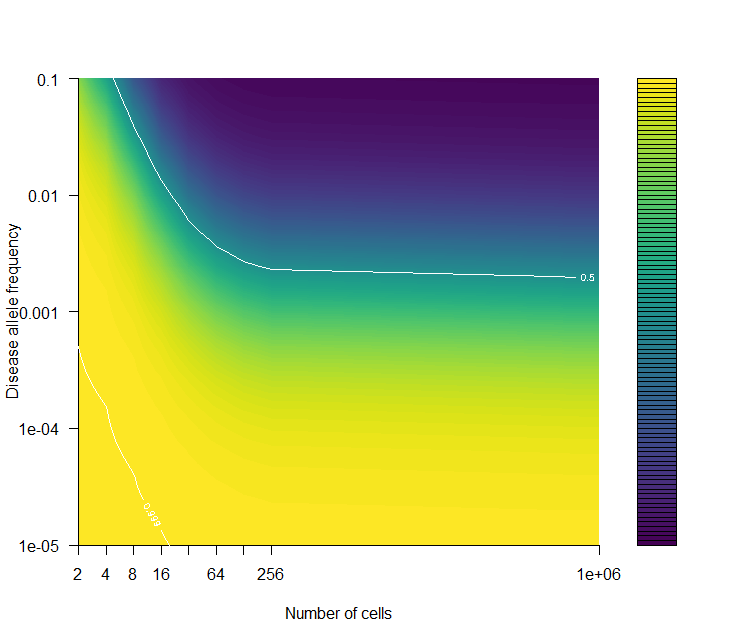 0.1
0.01
0.001
1e-04
1e-05
Disease allele frequency
0.5
0.999
2 4 8 16 64 256 1e+06
Number of cells